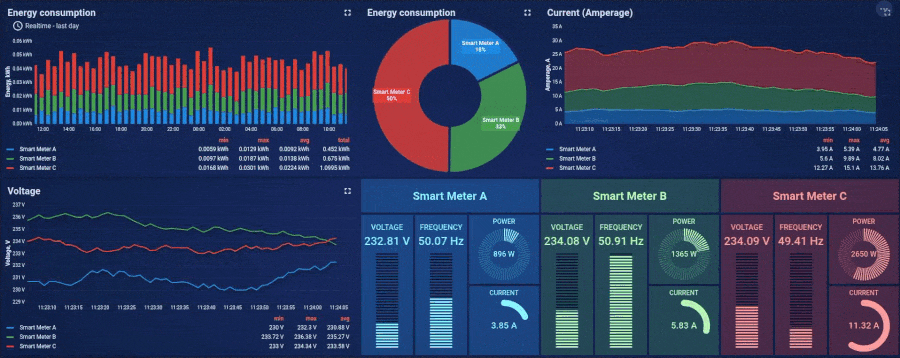 Energy consumption
Realtime - last day
0.06 kWh
0.05 kWh
0.04 kWh
0.03 kWh
0.02 kWh
0.01 kWh
0.00 kWh
Energy, kWh
12:00 14:00 16:00 18:00 20:00 22:00 00:00 02:00 04:00 06:00 08:00 10:00
min max avg total
Smart Meter A 0.0059 kWh 0.0129 kWh 0.0092 kWh 0.452 kWh
Smart Meter B 0.0097 kWh 0.0187 kWh 0.0138 kWh 0.675 kWh
Smart Meter C 0.0168 kWh 0.0301 kWh 0.0224 kWh 1.0995 kWh
Energy consumption
Smart Meter A
18%
Smart Meter C
50%
Smart Meter B
32%
Current (Amperage)
35 A
30 A
25 A
20 A
15 A
10 A
5 A
0 A
Amperage, A
11:23:10 11:23:15 11:23:20 11:23:25 11:23:30 11:23:35 11:23:40 11:23:45 11:23:50 11:23:55 11:24:00 11:24:05
min max avg
Smart Meter A 3.95 A 5.39 A 4.77 A
Smart Meter B 5.6 A 9.89 A 8.02 A
Smart Meter C 12.27 A 15.1 A 13.76 A
Voltage
237 V
236 V
235 V
234 V
233 V
232 V
231 V
230 V
229 V
Voltage, V
11:23:10 11:23:15 11:23:20 11:23:25 11:23:30 11:23:35 11:23:40 11:23:45 11:23:50 11:23:55 11:24:00 11:24:05
min max avg
Smart Meter A 230 V 232.3 V 230.88 V
Smart Meter B 233.72 V 236.38 V 235.27 V
Smart Meter C 233 V 234.34 V 233.58 V
Smart Meter A
VOLTAGE
232.81 V
FREQUENCY
50.07 Hz
POWER
896 W
CURRENT
3.85 A
Smart Meter B
VOLTAGE
234.08 V
FREQUENCY
50.91 Hz
POWER
1365 W
CURRENT
5.83 A
Smart Meter C
VOLTAGE
234.09 V
FREQUENCY
49.41 Hz
POWER
2650 W
CURRENT
11.32 A